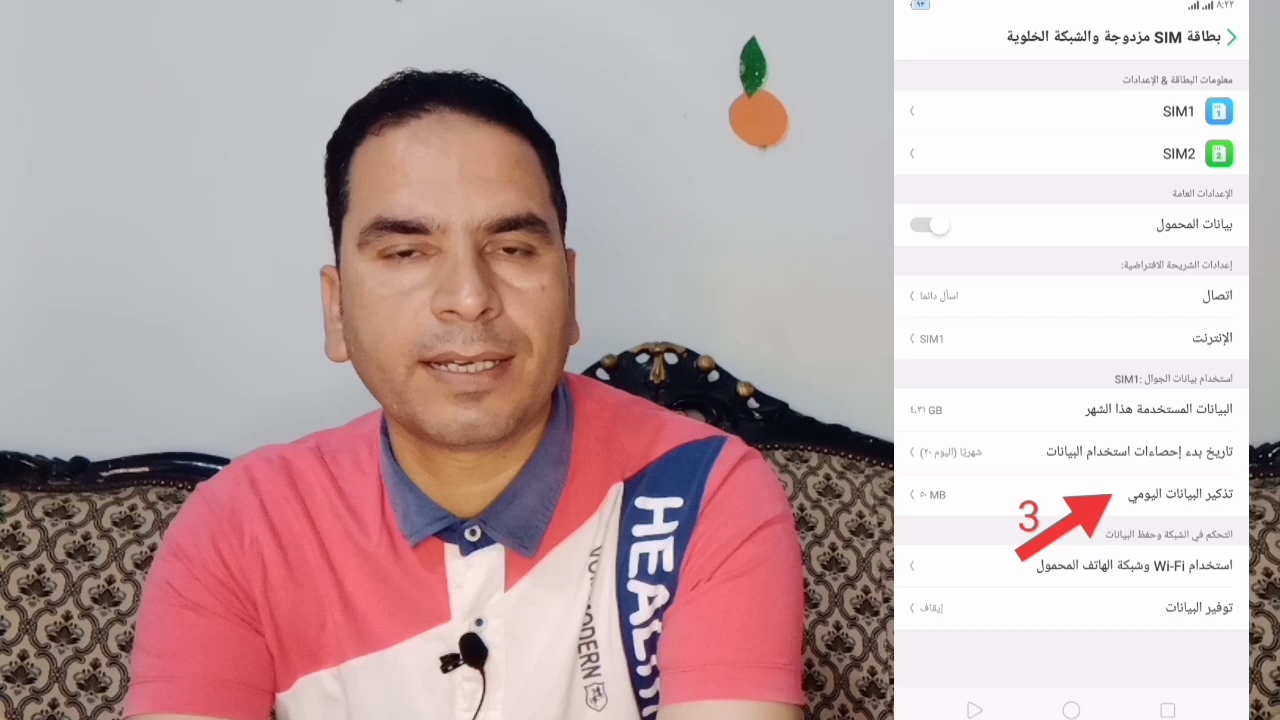 ٨:٢٢
٩٣
بطاقة SIM مزدوجة والشبكة الخلوية
معلومات البطاقة & الإعدادات
SIM1
SIM2
الإعدادات العامة
بيانات المحمول
إعدادات الشريحة الافتراضية:
اتصال
اسأل دائما
الإنترنت
SIM1
استخدام بيانات الجوال :SIM1
البيانات المستخدمة هذا الشهر
٤.٣١ GB
تاريخ بدء إحصاءات استخدام البيانات
شهريًا (اليوم ٢٠)
تذكير البيانات اليومي
٥٠ MB
3
التحكم في الشبكة وحفظ البيانات
استخدام Wi-Fi وشبكة الهاتف المحمول
توفير البيانات
إيقاف